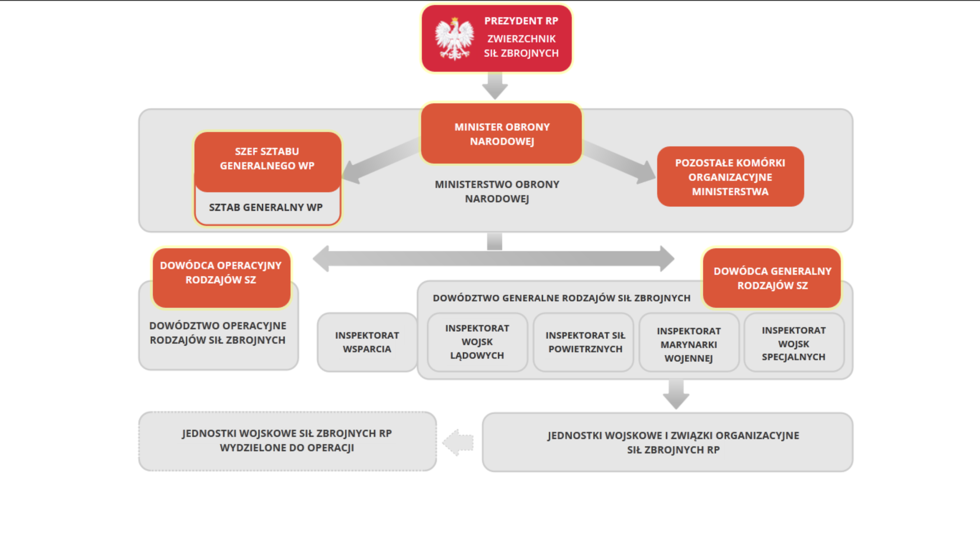 PREZYDENT RP
ZWIERZCHNIK
SIŁ ZBROJNYCH
MINISTER OBRONY
NARODOWEJ
SZEF SZTABU
GENERALNEGO WP
SZTAB GENERALNY WP
MINISTERSTWO OBRONY
NARODOWEJ
POZOSTAŁE KOMÓRKI
ORGANIZACYJNE
MINISTERSTWA
DOWÓDCA OPERACYJNY
RODZAJÓW SZ
DOWÓDZTWO OPERACYJNE
RODZAJÓW SIŁ ZBROJNYCH
DOWÓDCA GENERALNY
RODZAJÓW SZ
DOWÓDZTWO GENERALNE RODZAJÓW SIŁ ZBROJNYCH
INSPEKTORAT
WSPARCIA
INSPEKTORAT
WOJSK
LĄDOWYCH
INSPEKTORAT SIŁ
POWIETRZNYCH
INSPEKTORAT
MARYNARKI
WOJENNEJ
INSPEKTORAT
WOJSK
SPECJALNYCH
JEDNOSTKI WOJSKOWE SIŁ ZBROJNYCH RP
WYDZIELONE DO OPERACJI
JEDNOSTKI WOJSKOWE I ZWIĄZKI ORGANIZACYJNE
SIŁ ZBROJNYCH RP